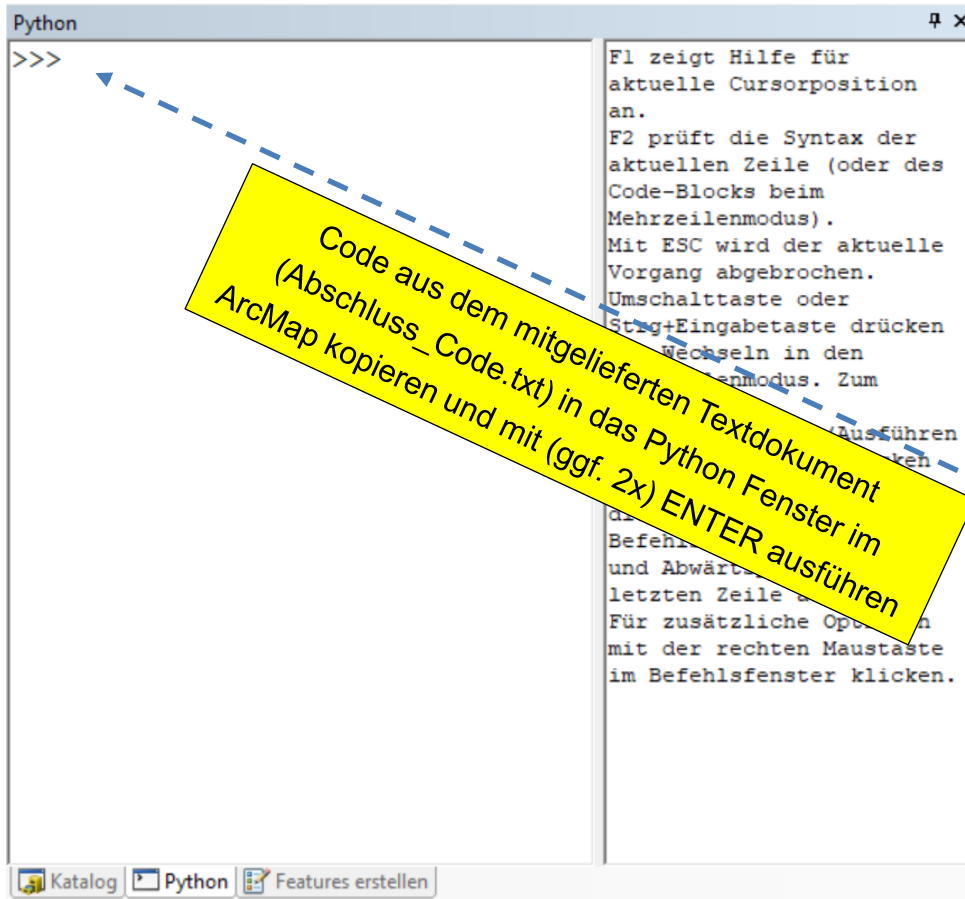 Python
>>>
F1 zeigt Hilfe für
aktuelle Cursorposition
an.
F2 prüft die Syntax der
aktuellen Zeile (oder des
Code-Blocks beim
Mehrzeilenmodus).
Mit ESC wird der aktuelle
Vorgang abgebrochen.
Umschalttaste oder
Strg+Eingabetaste drücken
Wechseln in den
Zum
Ausführen
und
letzten Zeile
Für zusätzliche
mit der rechten Maustaste
im Befehlsfenster klicken.
Code aus dem mitgelieferten Textdokument
(Abschluss_Code.txt) in das Python Fenster im
ArcMap kopieren und mit (ggf. 2x) ENTER ausführen
Katalog Python Features erstellen